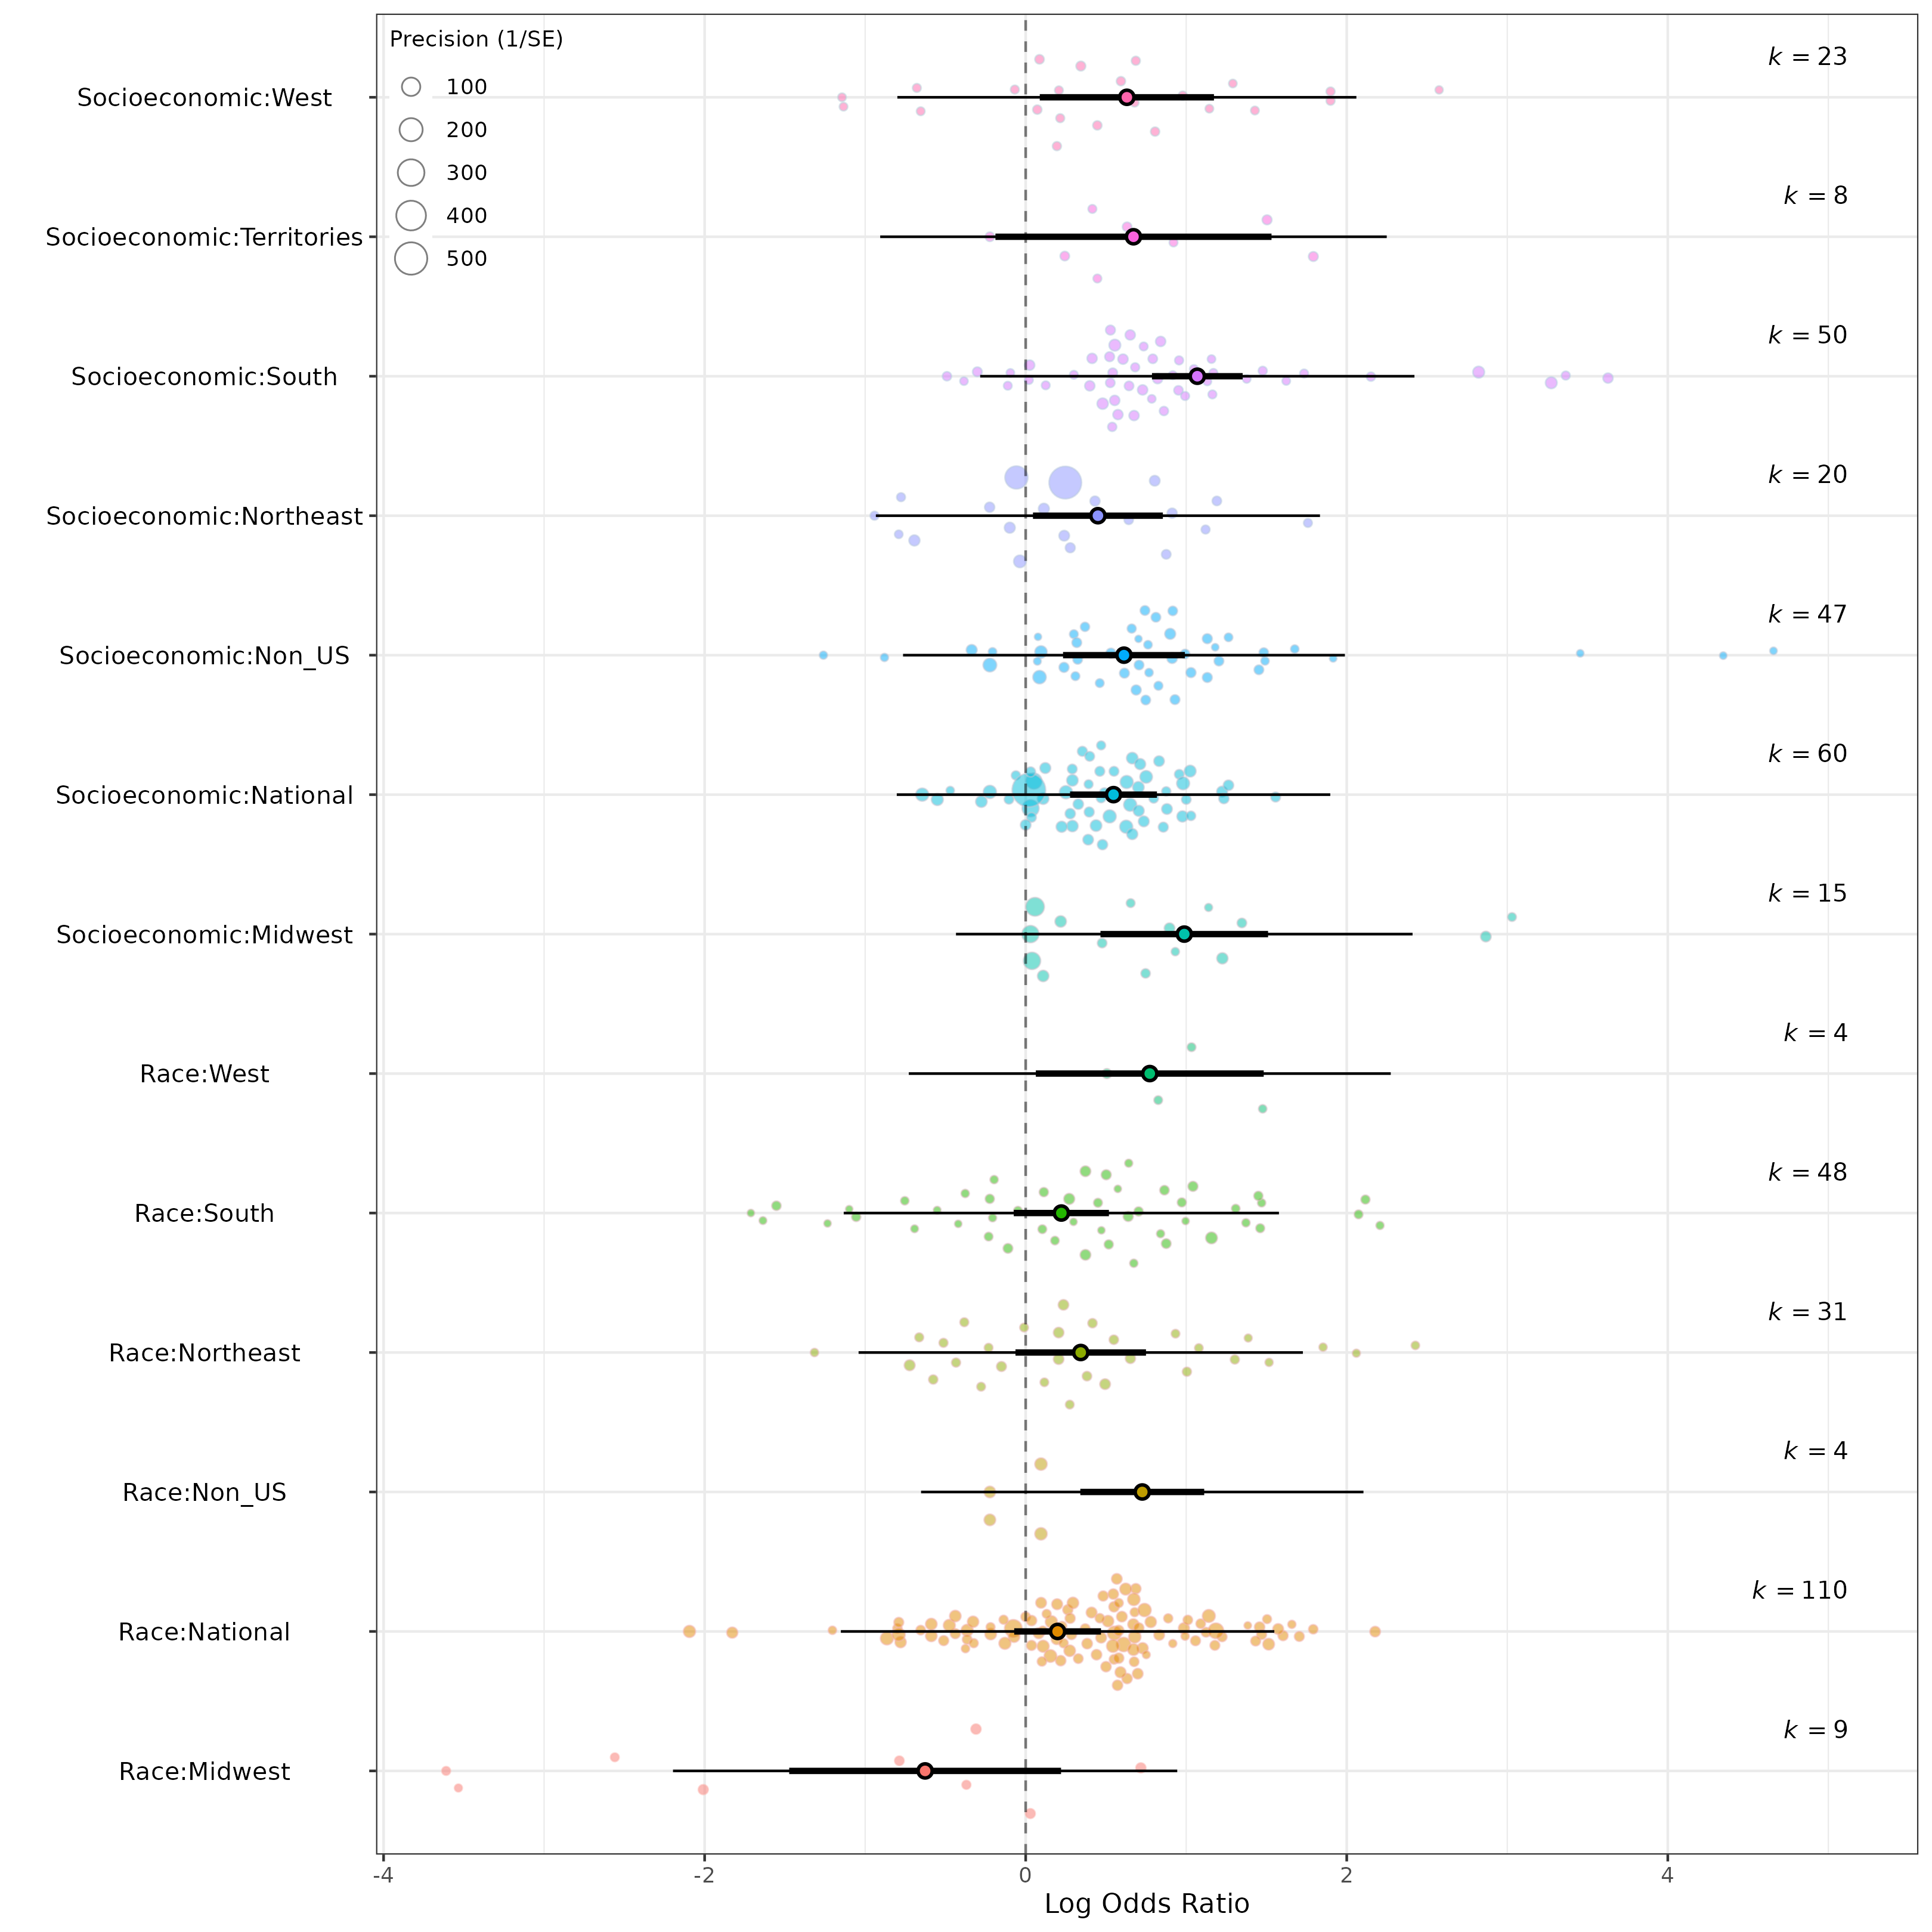 Precision (1/SE)
100
200
300
400
500
Socioeconomic:West
k = 23
Socioeconomic:Territories
k = 8
Socioeconomic:South
k = 50
Socioeconomic:Northeast
k = 20
Socioeconomic:Non_US
k = 47
Socioeconomic:National
k = 60
Socioeconomic:Midwest
k = 15
Race:West
k = 4
Race:South
k = 48
Race:Northeast
k = 31
Race:Non_US
k = 4
Race:National
k = 110
Race:Midwest
k = 9
-4 -2 0 2 4
Log Odds Ratio